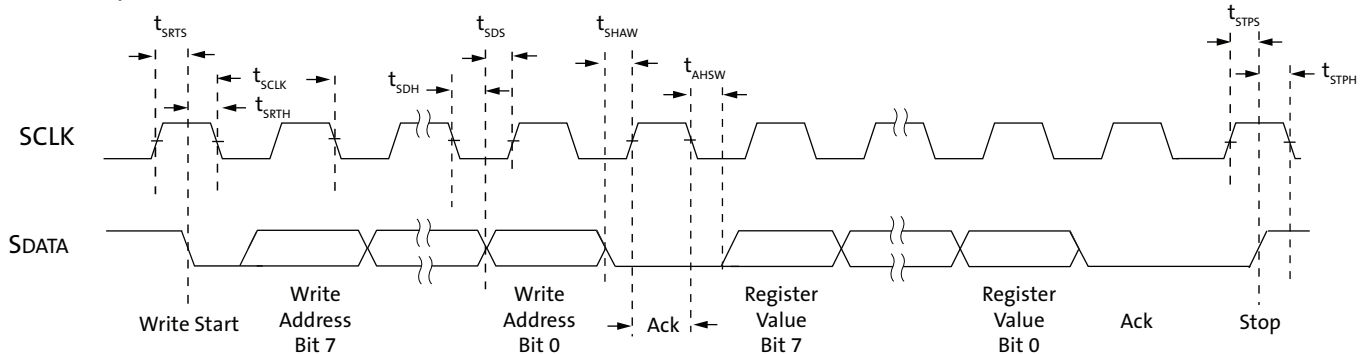 tSRTS
tSDS
tSHAW
tSTPS
tSCLK
tSDH
tAHSW
tSTPH
tSRTH
SCLK
SDATA
Write Start
Write
Address
Bit 7
Write
Address
Bit 0
Ack
Register
Value
Bit 7
Register
Value
Bit 0
Ack
Stop